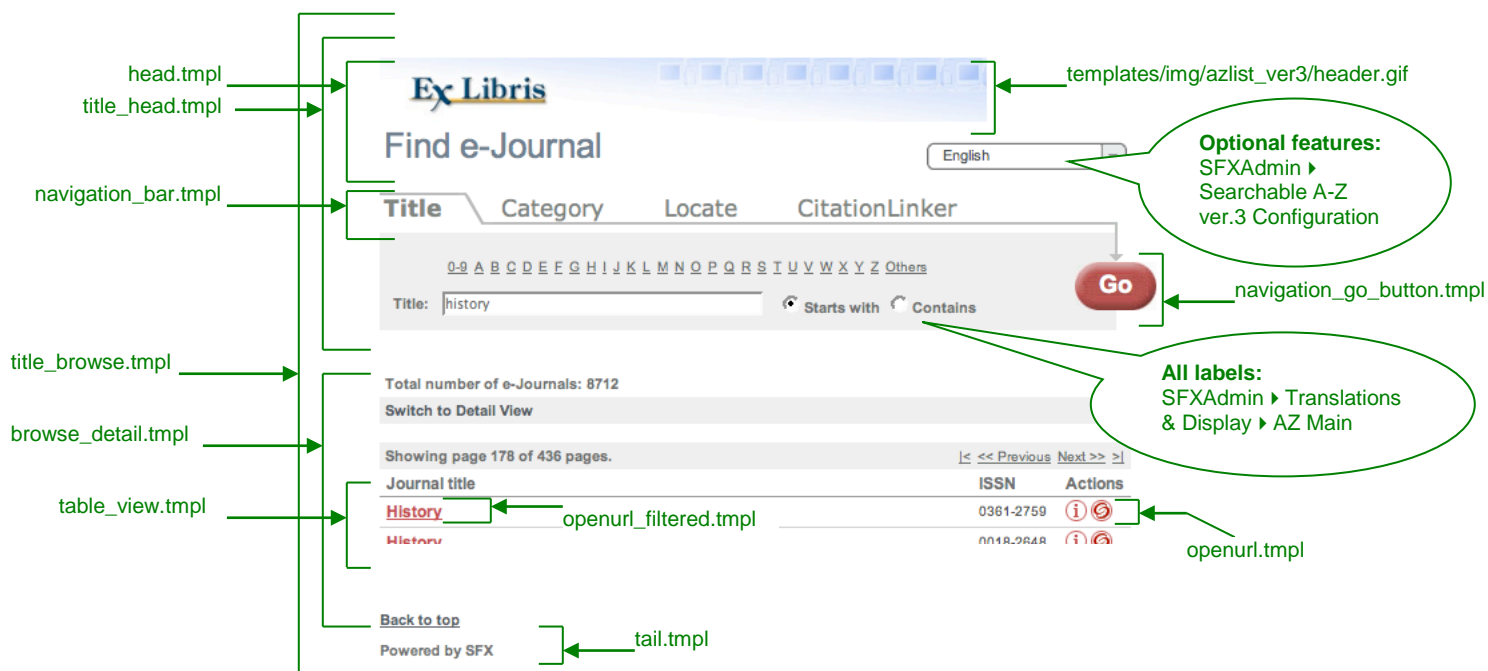 head.tmpl
title_head.tmpl
Ex Libris
templates/img/azlist_ver3/header.gif
Find e-Journal
English
Optional features:
SFXAdmin ▸
Searchable A-Z
ver.3 Configuration
navigation_bar.tmpl
Title Category Locate CitationLinker
0-9 A B C D E F G H I J K L M N O P Q R S T U V W X Y Z Others
Go
navigation_go_button.tmpl
Title: history Starts with Contains
title_browse.tmpl
All labels:
SFXAdmin ▸ Translations
& Display ▸ AZ Main
Total number of e-Journals: 8712
Switch to Detail View
browse_detail.tmpl
Showing page 178 of 436 pages. |< << Previous Next >> >|
Journal title ISSN Actions
table_view.tmpl
History 0361-2759 i
openurl_filtered.tmpl
openurl.tmpl
History 0018-2648 i
Back to top
Powered by SFX
tail.tmpl